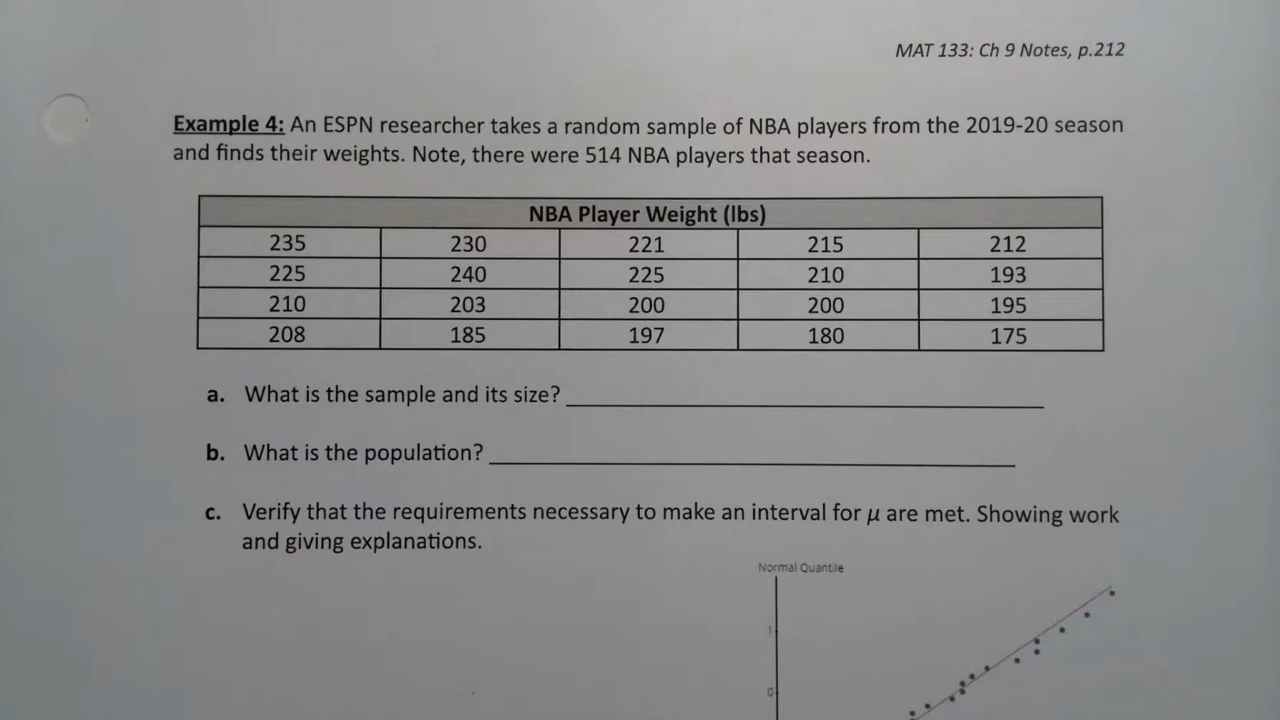 MAT 133: Ch 9 Notes, p.212
Example 4: An ESPN researcher takes a random sample of NBA players from the 2019-20 season
and finds their weights. Note, there were 514 NBA players that season.
NBA Player Weight (lbs)
235 230 221 215 212
225 240 225 210 193
210 203 200 200 195
208 185 197 180 175
a. What is the sample and its size?
b. What is the population?
c. Verify that the requirements necessary to make an interval for μ are met. Showing work
and giving explanations.
Normal Quantile
1
0